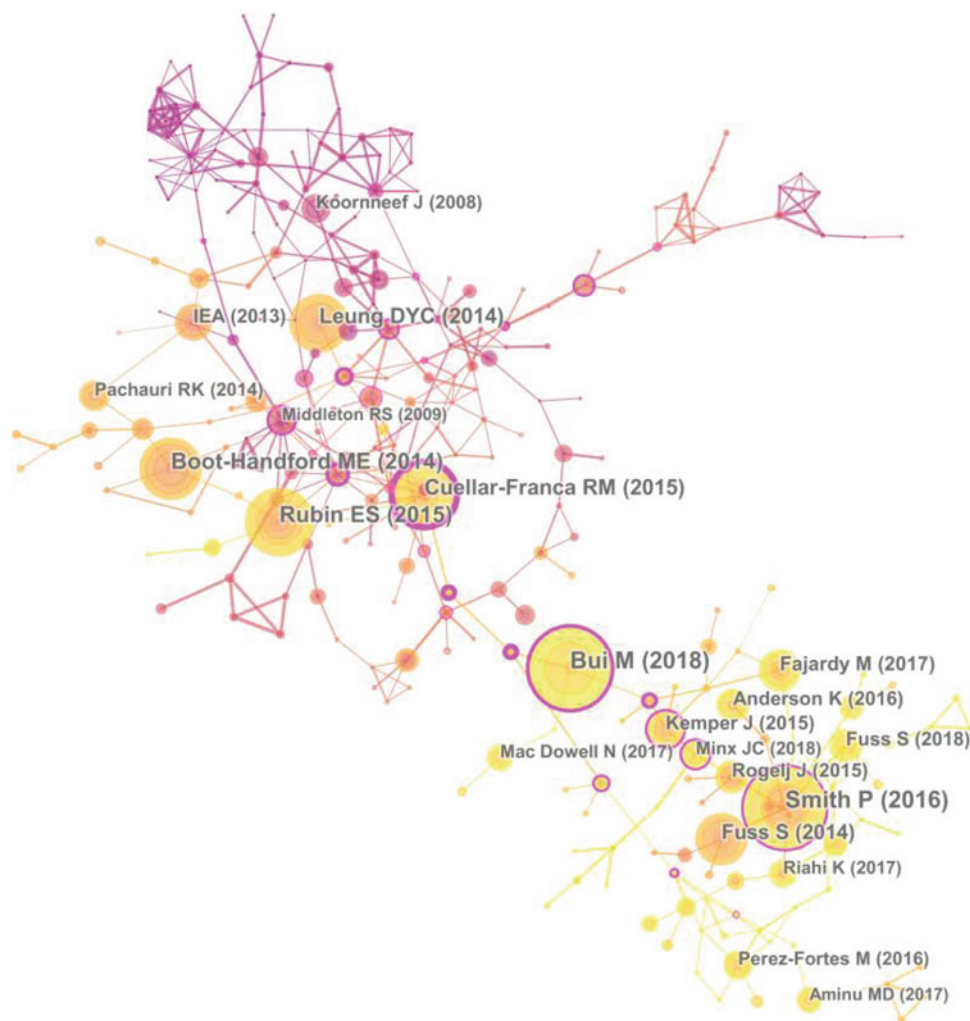 Koornneef J (2008)
IEA (2013)
Leung DYC (2014)
Pachauri RK (2014)
Middleton RS (2009)
Boot-Handford ME (2014)
Cuellar-Franca RM (2015)
Rubin ES (2015)
Bui M (2018)
Fajardy M (2017)
Anderson K (2016)
Kemper J (2015)
Fuss S (2018)
Mac Dowell N (2017)
Minx JC (2018)
Rogelj J (2015)
Smith P (2016)
Fuss S (2014)
Riahi K (2017)
Perez-Fortes M (2016)
Aminu MD (2017)